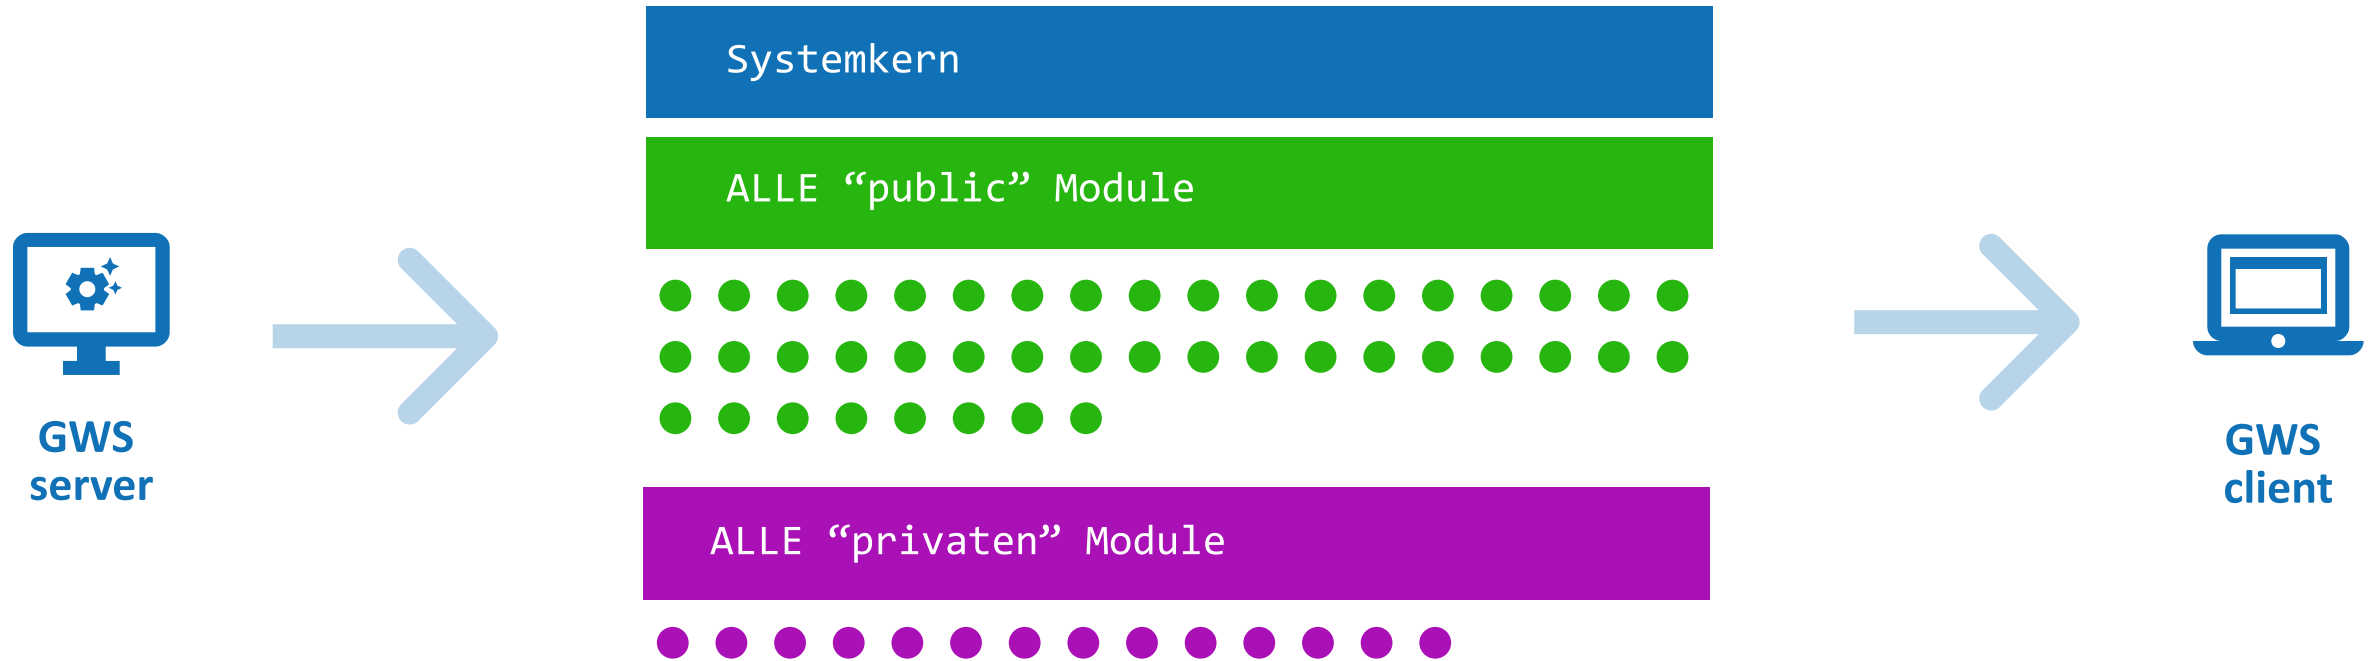 Systemkern
ALLE “public” Module
GWS
server
GWS
client
ALLE “privaten” Module